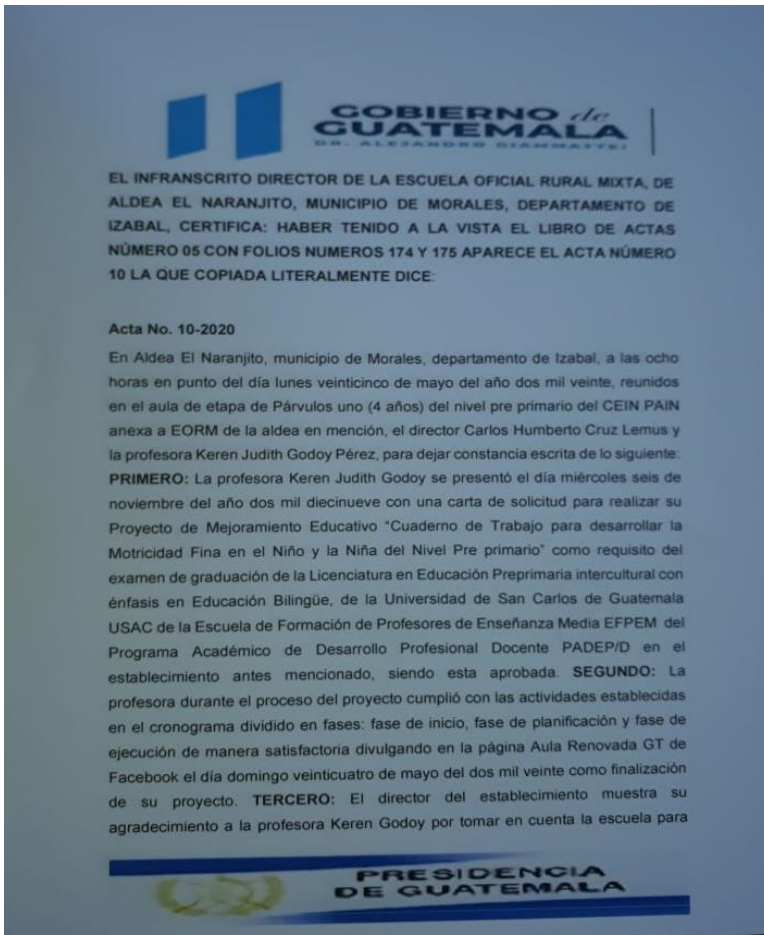 GOBIERNO de
GUATEMALA
DR. ALEJANDRO GIAMMATTEI
EL INFRANSCRITO DIRECTOR DE LA ESCUELA OFICIAL RURAL MIXTA, DE
ALDEA EL NARANJITO, MUNICIPIO DE MORALES, DEPARTAMENTO DE
IZABAL, CERTIFICA: HABER TENIDO A LA VISTA EL LIBRO DE ACTAS
NÚMERO 05 CON FOLIOS NUMEROS 174 Y 175 APARECE EL ACTA NÚMERO
10 LA QUE COPIADA LITERALMENTE DICE:
Acta No. 10-2020
En Aldea El Naranjito, municipio de Morales, departamento de Izabal, a las ocho
horas en punto del día lunes veinticinco de mayo del año dos mil veinte, reunidos
en el aula de etapa de Párvulos uno (4 años) del nivel pre primario del CEIN PAIN
anexa a EORM de la aldea en mención, el director Carlos Humberto Cruz Lemus y
la profesora Keren Judith Godoy Pérez, para dejar constancia escrita de lo siguiente:
PRIMERO: La profesora Keren Judith Godoy se presentó el día miércoles seis de
noviembre del año dos mil diecinueve con una carta de solicitud para realizar su
Proyecto de Mejoramiento Educativo "Cuaderno de Trabajo para desarrollar la
Motricidad Fina en el Niño y la Niña del Nivel Pre primario" como requisito del
examen de graduación de la Licenciatura en Educación Preprimaria intercultural con
énfasis en Educación Bilingüe, de la Universidad de San Carlos de Guatemala
USAC de la Escuela de Formación de Profesores de Enseñanza Media EFPEM del
Programa Académico de Desarrollo Profesional Docente PADEP/D en el
establecimiento antes mencionado, siendo esta aprobada. SEGUNDO: La
profesora durante el proceso del proyecto cumplió con las actividades establecidas
en el cronograma dividido en fases: fase de inicio, fase de planificación y fase de
ejecución de manera satisfactoria divulgando en la página Aula Renovada GT de
Facebook el día domingo veinticuatro de mayo del dos mil veinte como finalización
de su proyecto. TERCERO: El director del establecimiento muestra su
agradecimiento a la profesora Keren Godoy por tomar en cuenta la escuela para
PRESIDENCIA
DE GUATEMALA